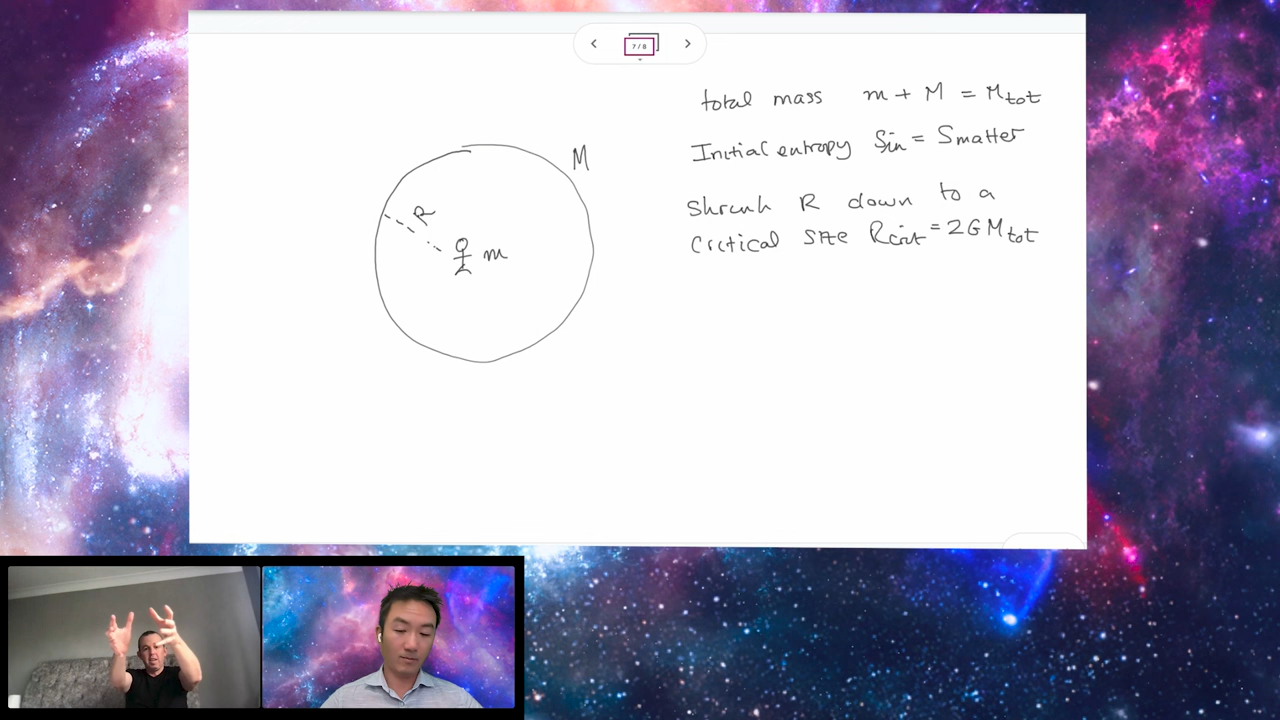 7/8
total mass m + M = Mtot
Initial entropy Sin = Smatter
M
Shrink R down to a
R
critical size Rcrit = 2GMtot
m